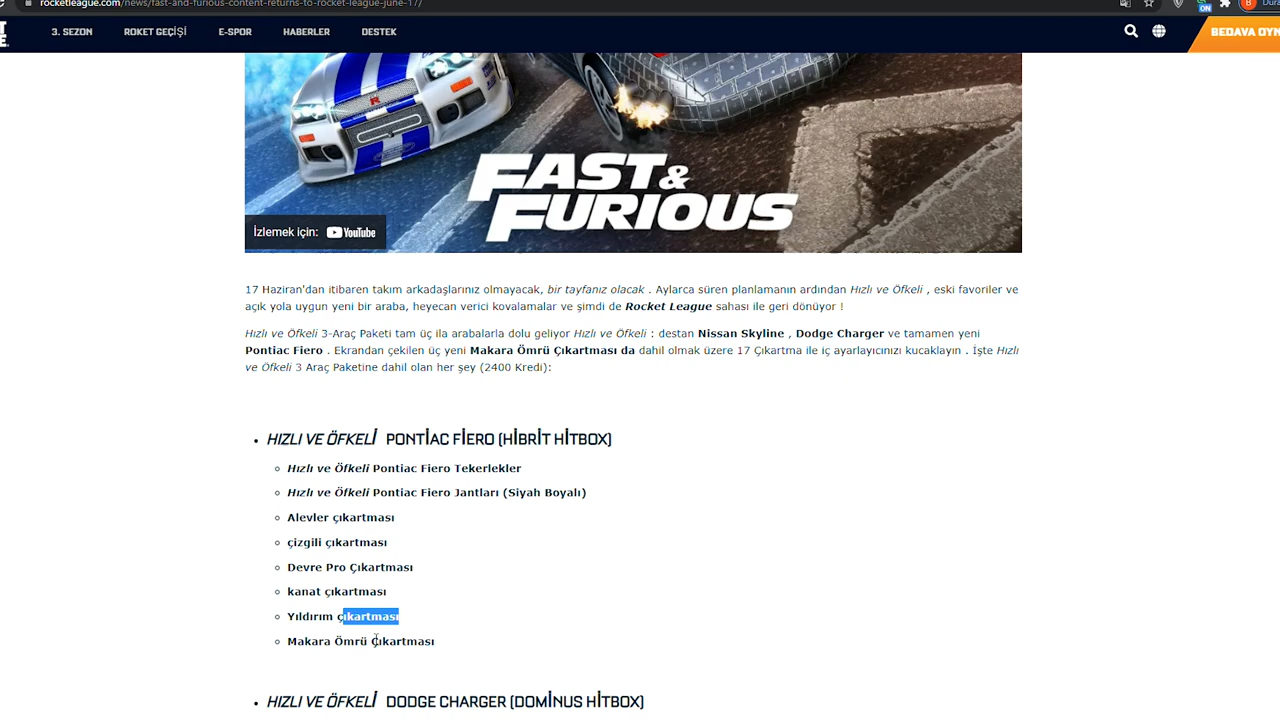 rocketleague.com/news/fast-and-furious-content-returns-to-rocket-league-june-17/
ON
B
3. SEZON
ROKET GEÇİŞİ
E-SPOR
HABERLER
DESTEK
BEDAVA OYN
FAST &
FURIOUS
İzlemek için: YouTube
17 Haziran'dan itibaren takım arkadaşlarınız olmayacak, bir tayfanız olacak . Aylarca süren planlamanın ardından Hızlı ve Öfkeli , eski favoriler ve
açık yola uygun yeni bir araba, heyecan verici kovalamalar ve şimdi de Rocket League sahası ile geri dönüyor !
Hızlı ve Öfkeli 3-Araç Paketi tam üç ila arabalarla dolu geliyor Hızlı ve Öfkeli : destan Nissan Skyline , Dodge Charger ve tamamen yeni
Pontiac Fiero . Ekrandan çekilen üç yeni Makara Ömrü Çıkartması da dahil olmak üzere 17 Çıkartma ile iç ayarlayıcınızı kucaklayın . İşte Hızlı
ve Öfkeli 3 Araç Paketine dahil olan her şey (2400 Kredi):
• HIZLI VE ÖFKELİ PONTİAC FİERO (HİBRİT HİTBOX)
Hızlı ve Öfkeli Pontiac Fiero Tekerlekler
Hızlı ve Öfkeli Pontiac Fiero Jantları (Siyah Boyalı)
Alevler çıkartması
çizgili çıkartması
Devre Pro Çıkartması
kanat çıkartması
Yıldırım çıkartması
Makara Ömrü Çıkartması
• HIZLI VE ÖFKELİ DODGE CHARGER (DOMİNUS HİTBOX)